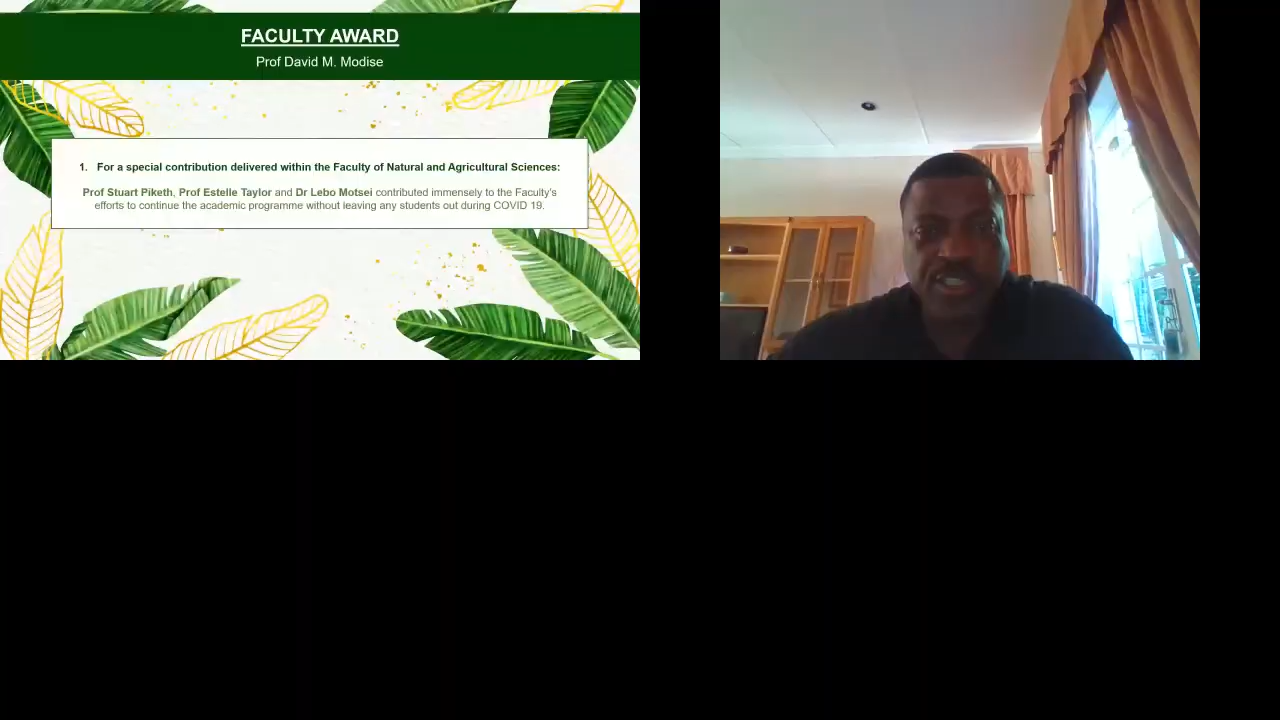 FACULTY AWARD
Prof David M. Modise
1. For a special contribution delivered within the Faculty of Natural and Agricultural Sciences:
Prof Stuart Piketh, Prof Estelle Taylor and Dr Lebo Motsei contributed immensely to the Faculty's
efforts to continue the academic programme without leaving any students out during COVID 19.